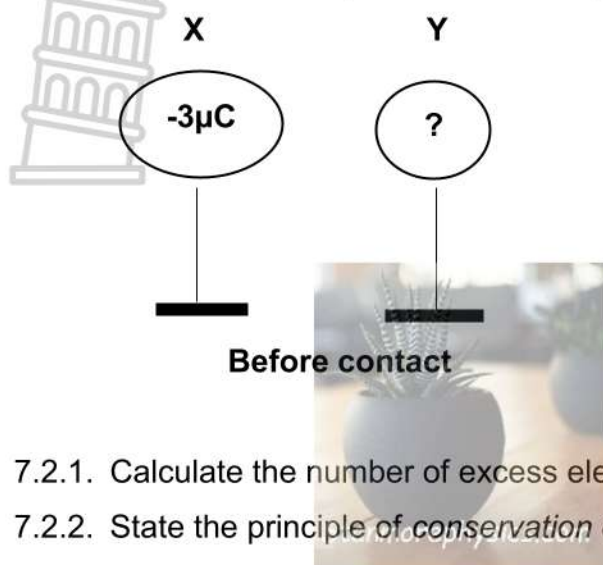 X Y
-3μC ?
Before contact
7.2.1. Calculate the number of excess
7.2.2. State the principle of conservation